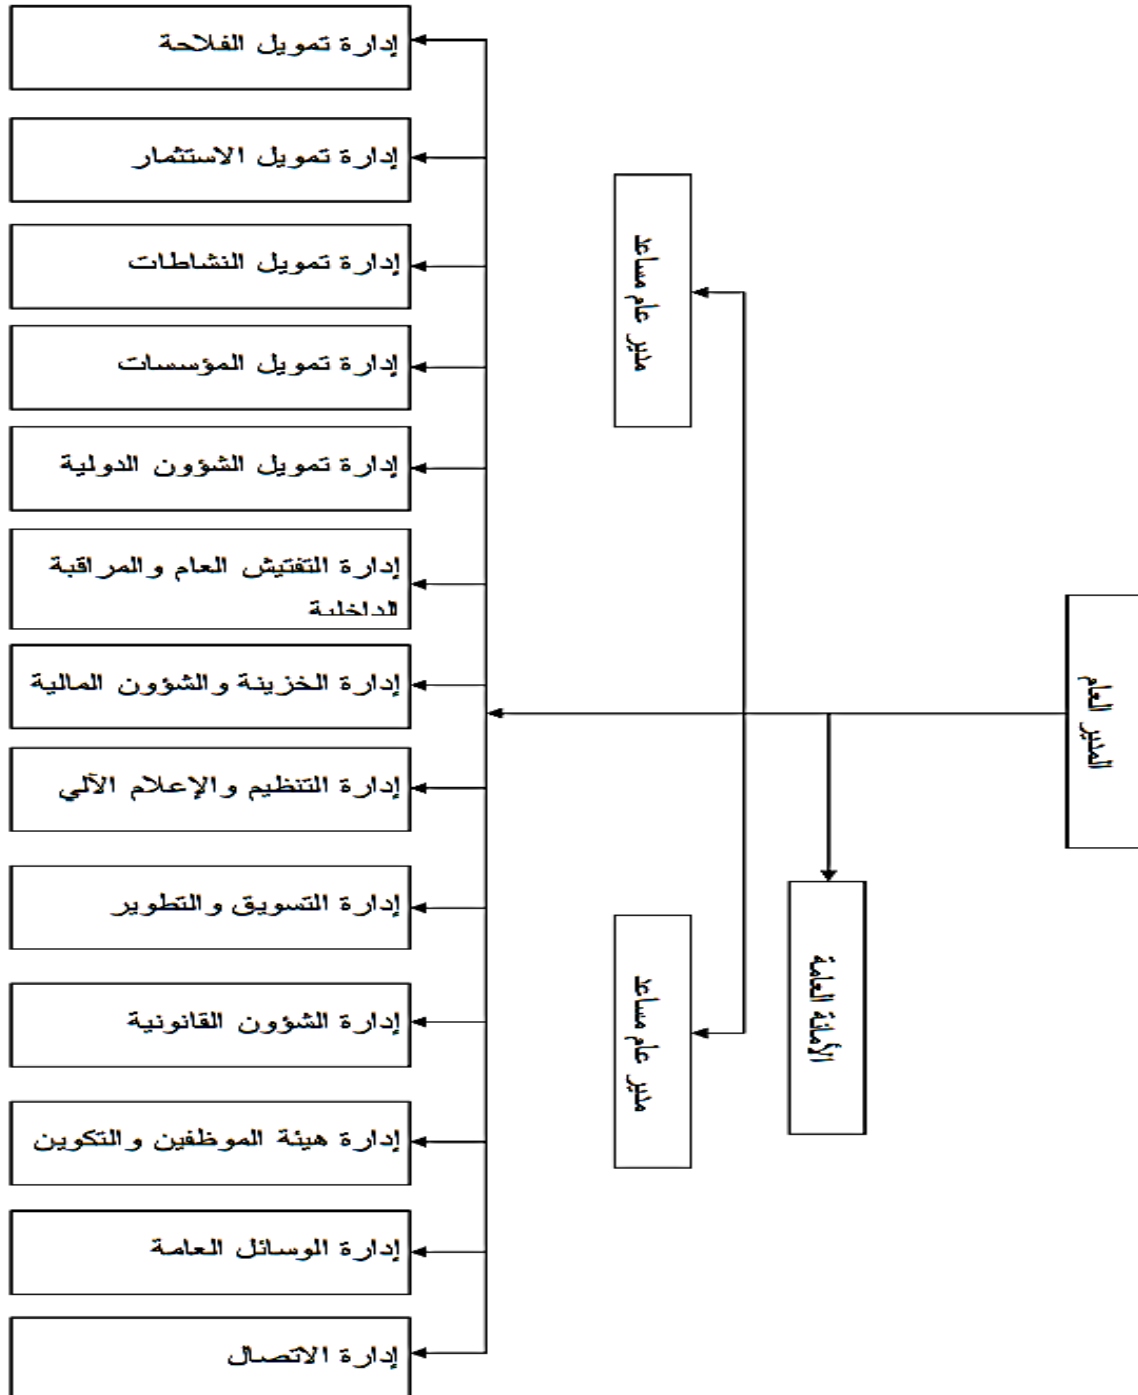 المدير العام
الأمانة العامة
مدير عام مساعد
مدير عام مساعد
إدارة تمويل الفلاحة
إدارة تمويل الاستثمار
إدارة تمويل النشاطات
إدارة تمويل المؤسسات
إدارة تمويل الشؤون الدولية
إدارة التفتيش العام والمراقبة
الداخلية
إدارة الخزينة والشؤون المالية
إدارة التنظيم والإعلام الآلي
إدارة التسويق والتطوير
إدارة الشؤون القانونية
إدارة هيئة الموظفين والتكوين
إدارة الوسائل العامة
إدارة الاتصال